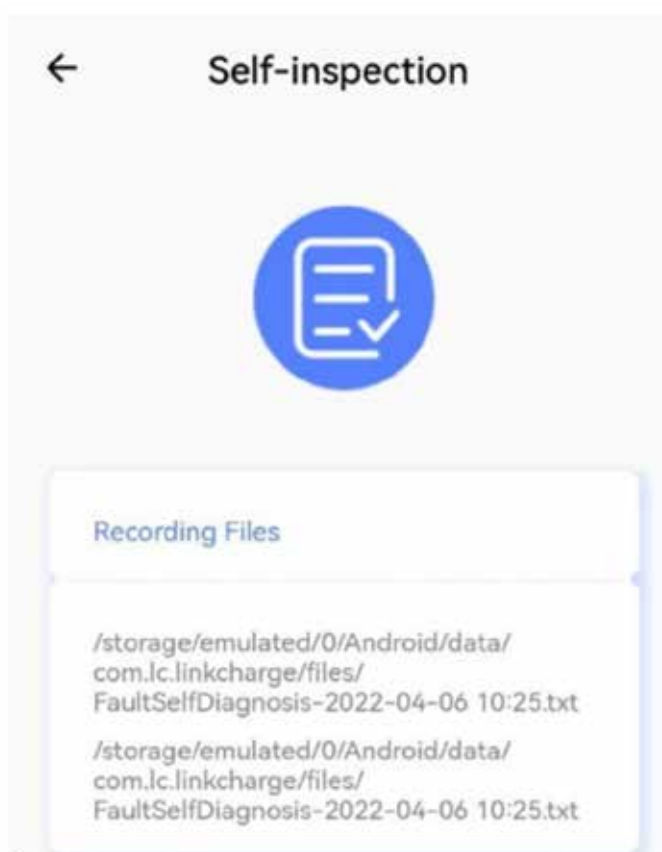 Self-inspection
Recording Files
/storage/emulated/0/Android/data/
com.lc.linkcharge/files/
FaultSelfDiagnosis-2022-04-06 10:25.txt
/storage/emulated/0/Android/data/
com.lc.linkcharge/files/
FaultSelfDiagnosis-2022-04-06 10:25.txt